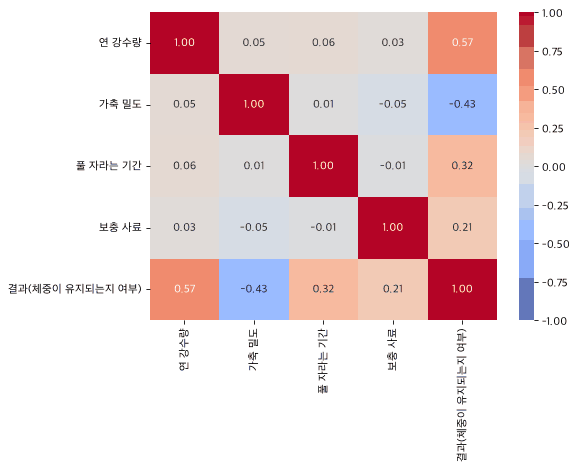 연 강수량 1.00 0.05 0.06 0.03 0.57
가축 밀도 0.05 1.00 0.01 -0.05 -0.43
풀 자라는 기간 0.06 0.01 1.00 -0.01 0.32
보충 사료 0.03 -0.05 -0.01 1.00 0.21
결과(체중이 유지되는지 여부) 0.57 -0.43 0.32 0.21 1.00
연 강수량
가축 밀도
풀 자라는 기간
보충 사료
결과(체중이 유지되는지 여부)
1.00
0.75
0.50
0.25
0.00
-0.25
-0.50
-0.75
-1.00